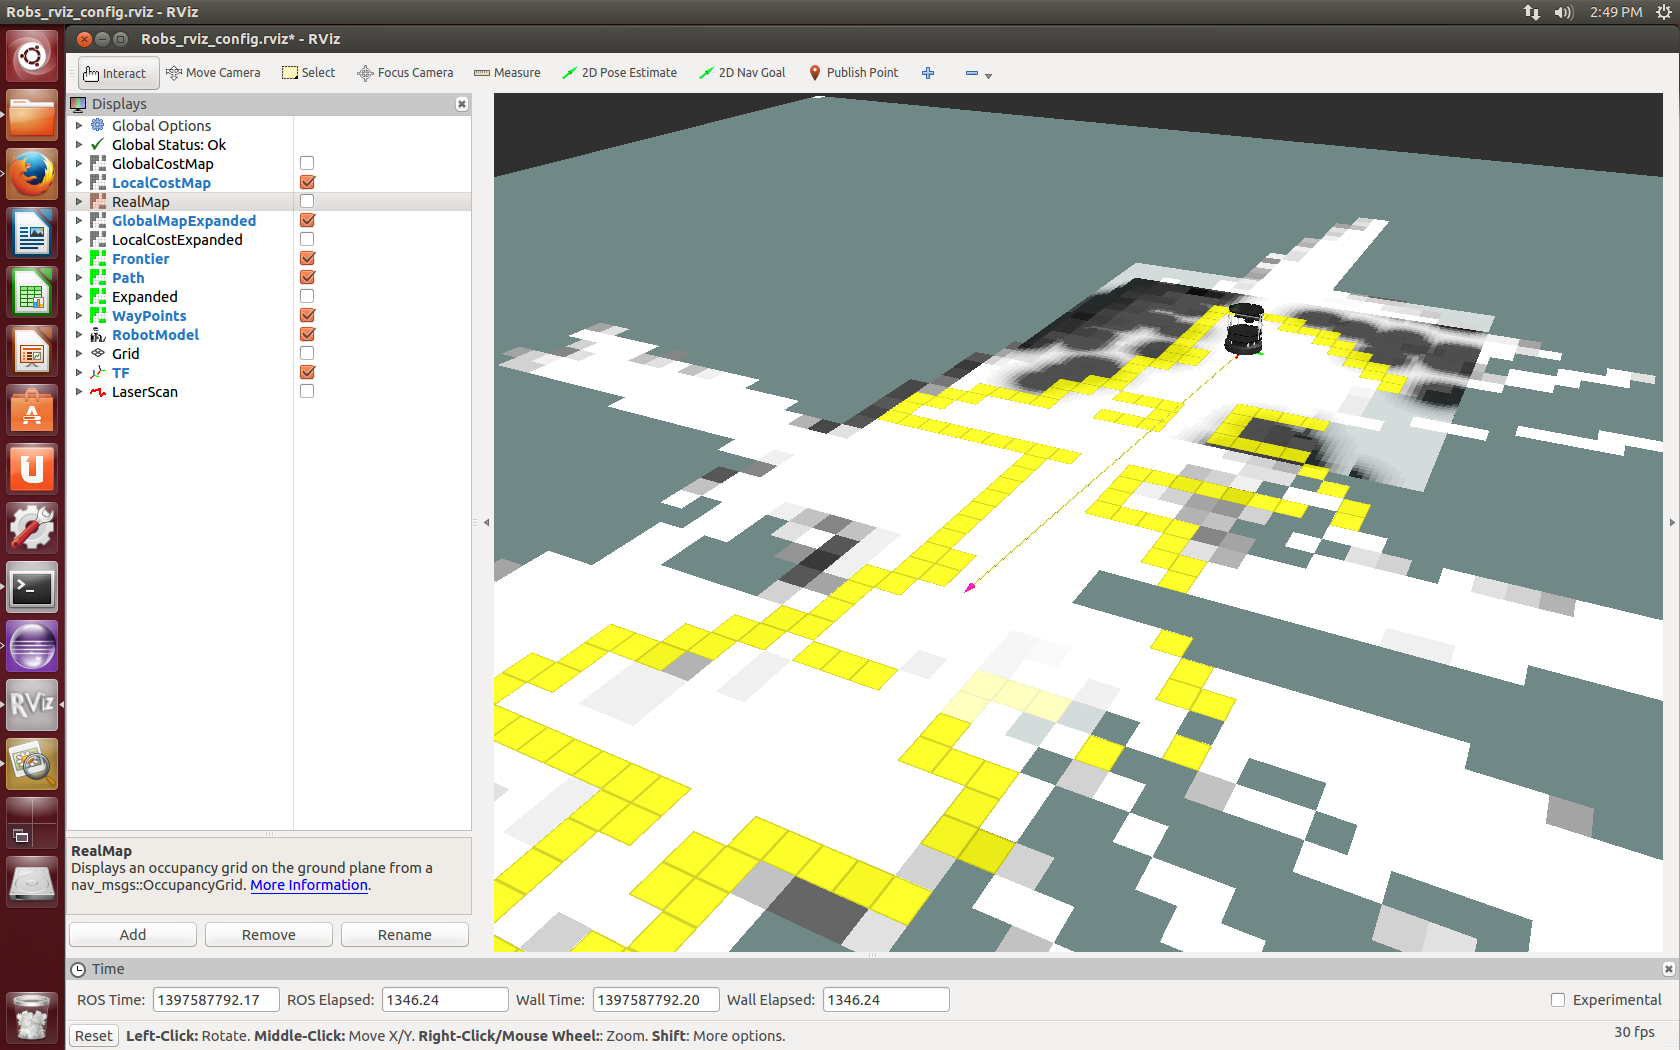 Robs_rviz_config.rviz - RViz
2:49 PM
Robs_rviz_config.rviz* - RViz
Interact Move Camera Select Focus Camera Measure 2D Pose Estimate 2D Nav Goal Publish Point
Displays
Global Options
Global Status: Ok
GlobalCostMap
LocalCostMap
RealMap
GlobalMapExpanded
LocalCostExpanded
Frontier
Path
Expanded
WayPoints
RobotModel
Grid
TF
LaserScan
RViz
RealMap
Displays an occupancy grid on the ground plane from a
nav_msgs::OccupancyGrid. More Information.
Add Remove Rename
Time
ROS Time: 1397587792.17 ROS Elapsed: 1346.24 Wall Time: 1397587792.20 Wall Elapsed: 1346.24 Experimental
Reset Left-Click: Rotate. Middle-Click: Move X/Y. Right-Click/Mouse Wheel:: Zoom. Shift: More options. 30 fps